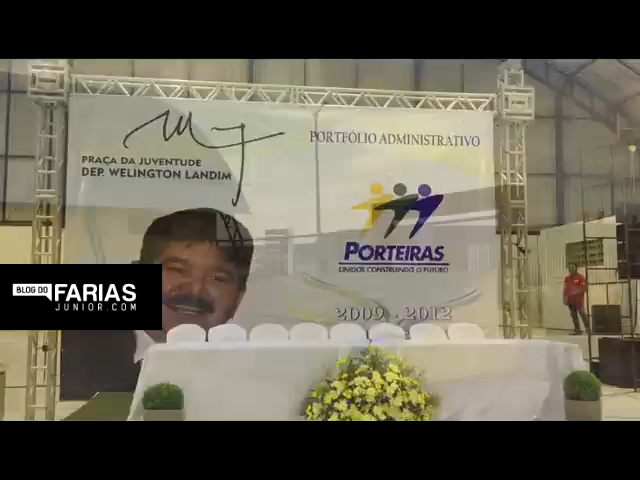 PRAÇA DA JUVENTUDE
DEP. WELINGTON LANDIM
PORTFÓLIO ADMINISTRATIVO
PORTEIRAS
UNIDOS CONSTRUINDO O FUTURO
2009 - 2012
BLOG DO
FARIAS
JUNIOR.COM